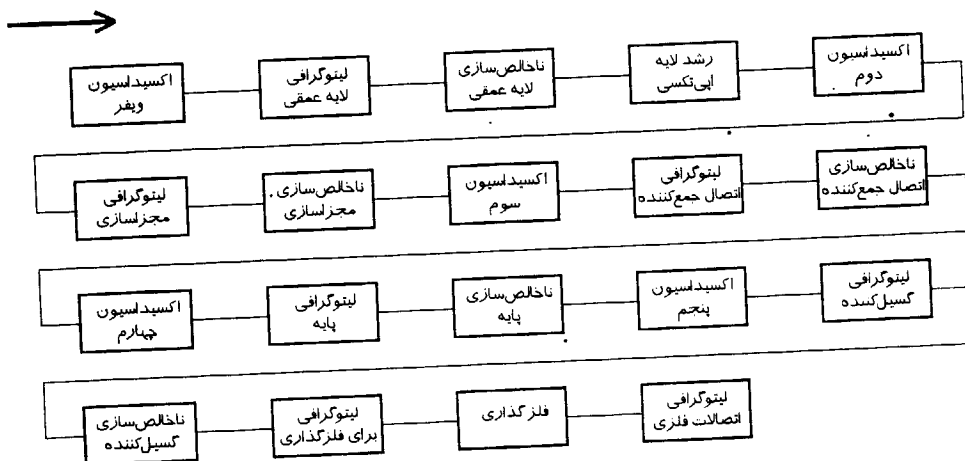 اکسیداسیون
ویفر
لیتوگرافی
لایه عمقی
ناخالص‌سازی
لایه عمقی
رشد لایه
اپی‌تکسی
اکسیداسیون
دوم
لیتوگرافی
مجزاسازی
ناخالص‌سازی
مجزاسازی
اکسیداسیون
سوم
لیتوگرافی
اتصال جمع‌کننده
ناخالص‌سازی
اتصال جمع‌کننده
اکسیداسیون
چهارم
لیتوگرافی
پایه
ناخالص‌سازی
پایه
اکسیداسیون
پنجم
لیتوگرافی
گسیل‌کننده
ناخالص‌سازی
گسیل‌کننده
لیتوگرافی
برای فلزگذاری
فلزگذاری
لیتوگرافی
اتصالات فلزی